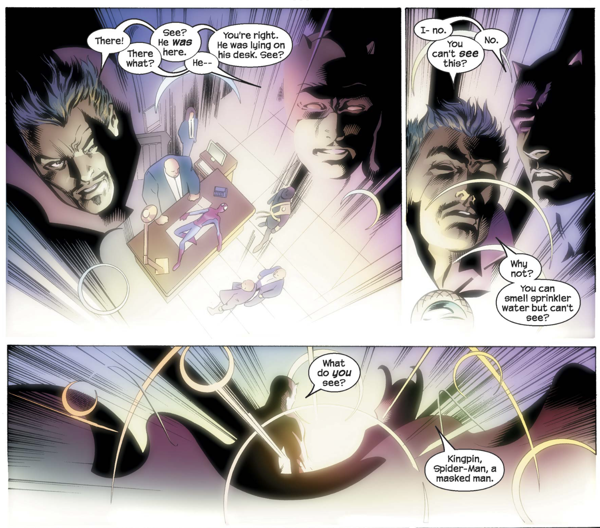 There!
There
what?
See?
He was
here.
He--
You're right.
He was lying on
his desk. See?
I- no.
No.
You
can't see
this?
Why
not?
You can
smell sprinkler
water but can't
see?
What
do you
see?
Kingpin,
Spider-Man, a
masked man.